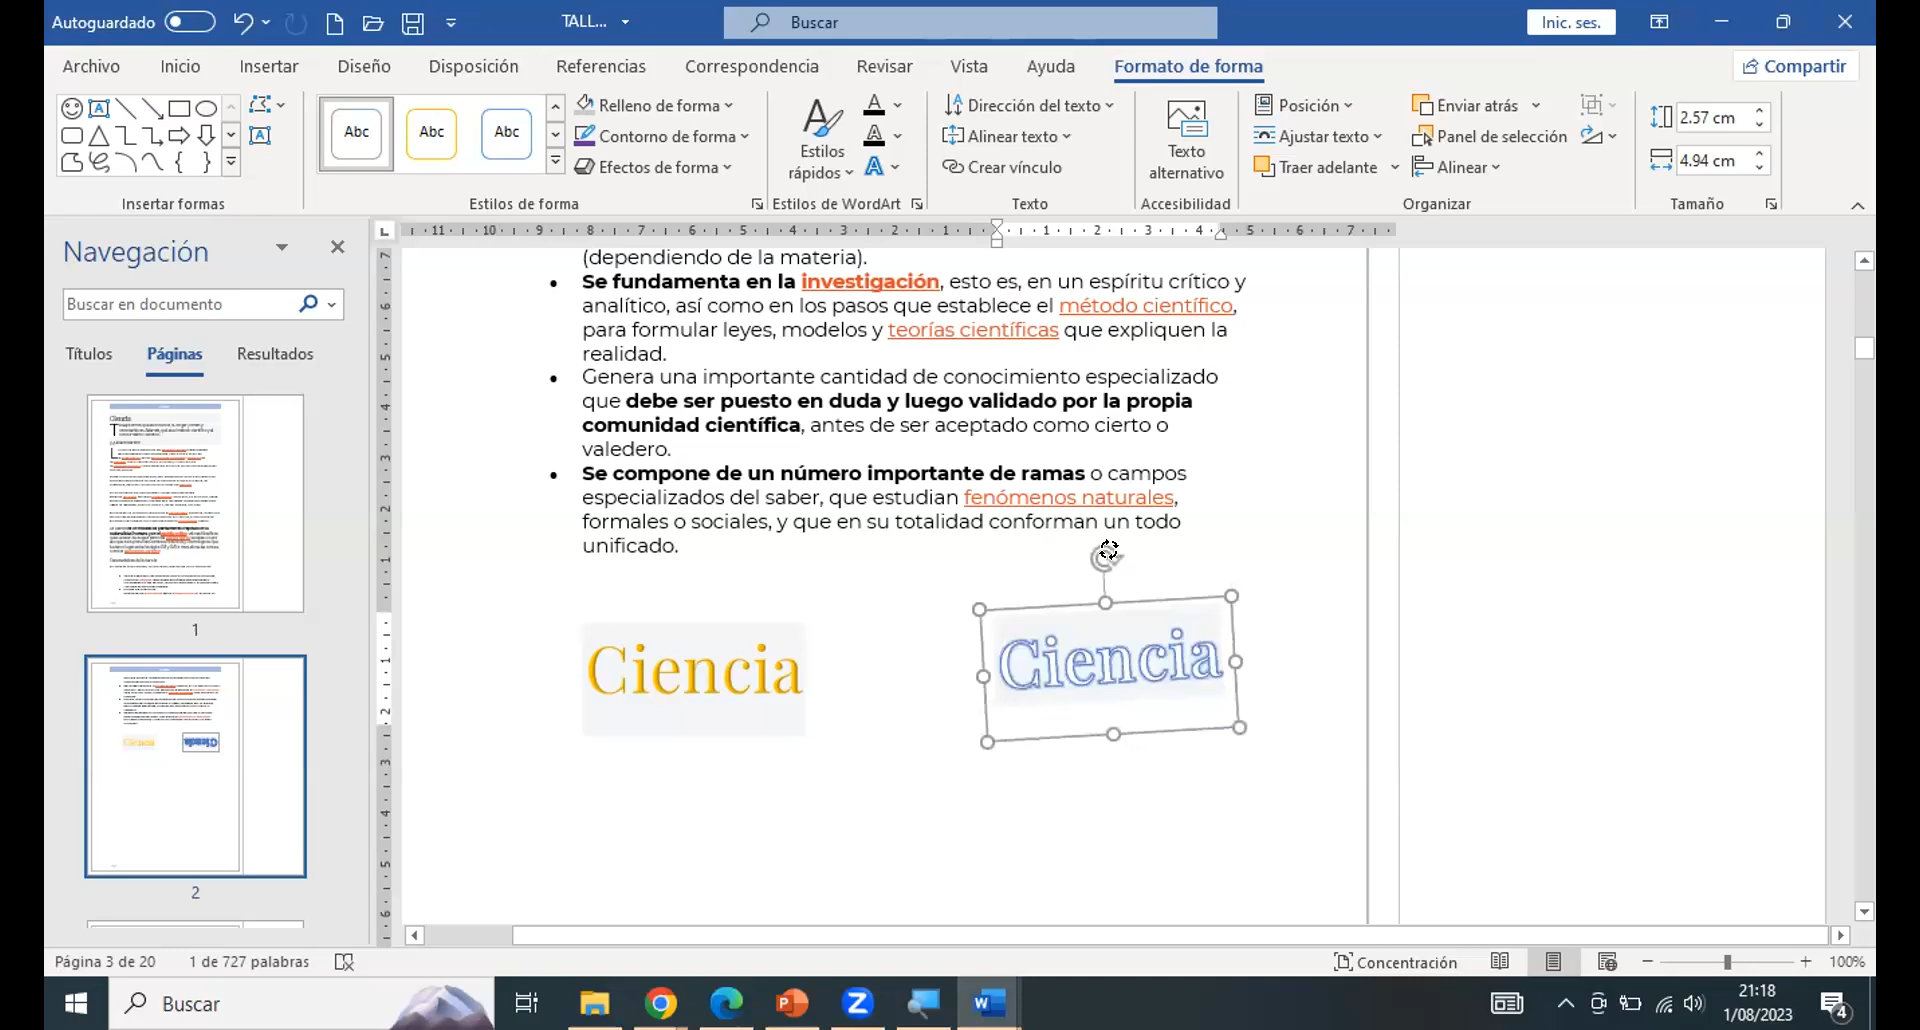 Autoguardado
TALL...
Buscar
Inic. ses.
Archivo Inicio Insertar Diseño Disposición Referencias Correspondencia Revisar Vista Ayuda Formato de forma Compartir
Abc Abc Abc
Relleno de forma
Contorno de forma
Efectos de forma
Estilos rápidos
Dirección del texto
Alinear texto
Crear vínculo
Texto alternativo
Posición
Ajustar texto
Traer adelante
Enviar atrás
Panel de selección
Alinear
2.57 cm
4.94 cm
Insertar formas Estilos de forma Estilos de WordArt Texto Accesibilidad Organizar Tamaño
Navegación
Buscar en documento
Títulos Páginas Resultados
1
2
(dependiendo de la materia).
Se fundamenta en la investigación, esto es, en un espíritu crítico y
analítico, así como en los pasos que establece el método científico,
para formular leyes, modelos y teorías científicas que expliquen la
realidad.
Genera una importante cantidad de conocimiento especializado
que debe ser puesto en duda y luego validado por la propia
comunidad científica, antes de ser aceptado como cierto o
valedero.
Se compone de un número importante de ramas o campos
especializados del saber, que estudian fenómenos naturales,
formales o sociales, y que en su totalidad conforman un todo
unificado.
Ciencia Ciencia
Página 3 de 20 1 de 727 palabras Concentración 100%
Buscar
21:18
1/08/2023
4